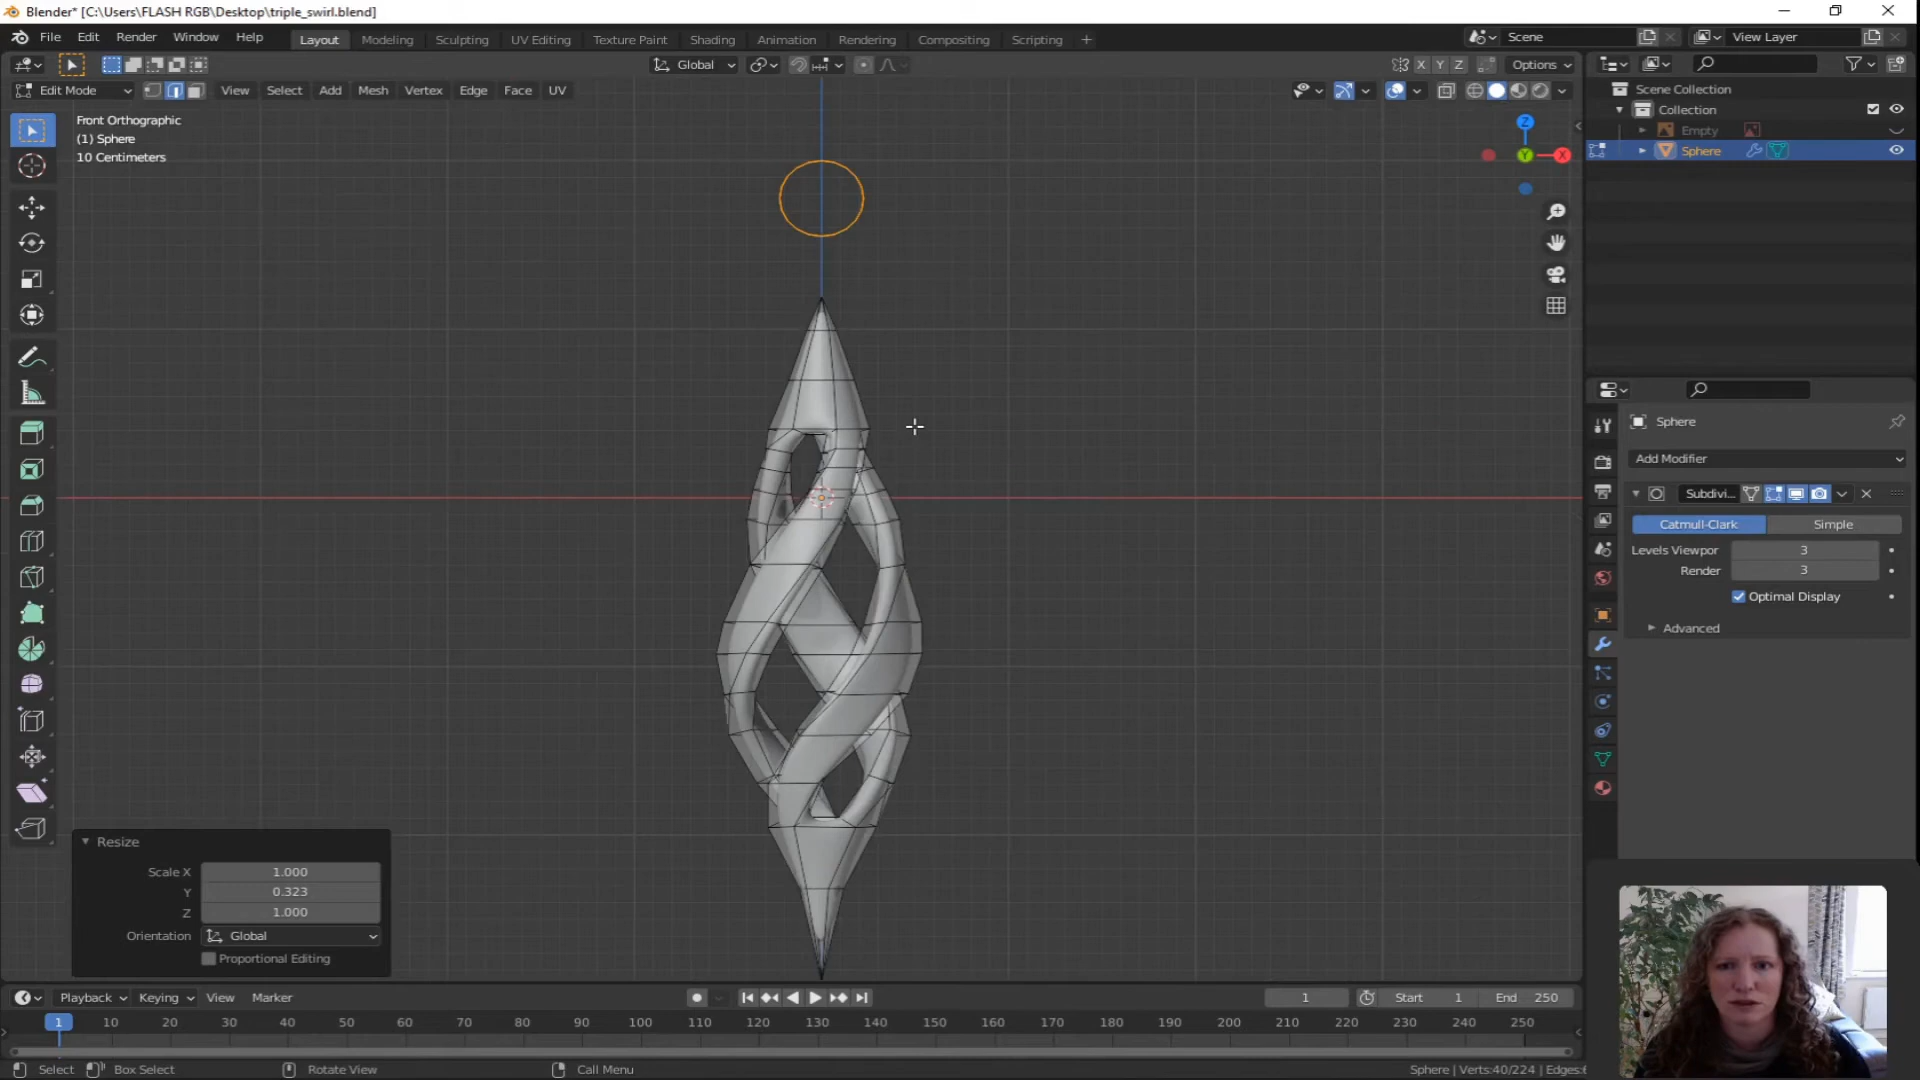 Blender* [C:\Users\FLASH RGB\Desktop\triple_swirl.blend]
File Edit Render Window Help Layout Modeling Sculpting UV Editing Texture Paint Shading Animation Rendering Compositing Scripting + Scene View Layer
Global X Y Z Options
Edit Mode View Select Add Mesh Vertex Edge Face UV
Front Orthographic
(1) Sphere
10 Centimeters
Z
Y X
Scene Collection
Collection
Empty
Sphere
Sphere
Add Modifier
Subdivi...
Catmull-Clark Simple
Levels Viewpor 3
Render 3
Optimal Display
Advanced
Resize
Scale X 1.000
Y 0.323
Z 1.000
Orientation Global
Proportional Editing
Playback Keying View Marker 1 Start 1 End 250
1 10 20 30 40 50 60 70 80 90 100 110 120 130 140 150 160 170 180 190 200 210 220 230 240 250
Select Box Select Rotate View Call Menu Sphere | Verts:40/224 | Edges: